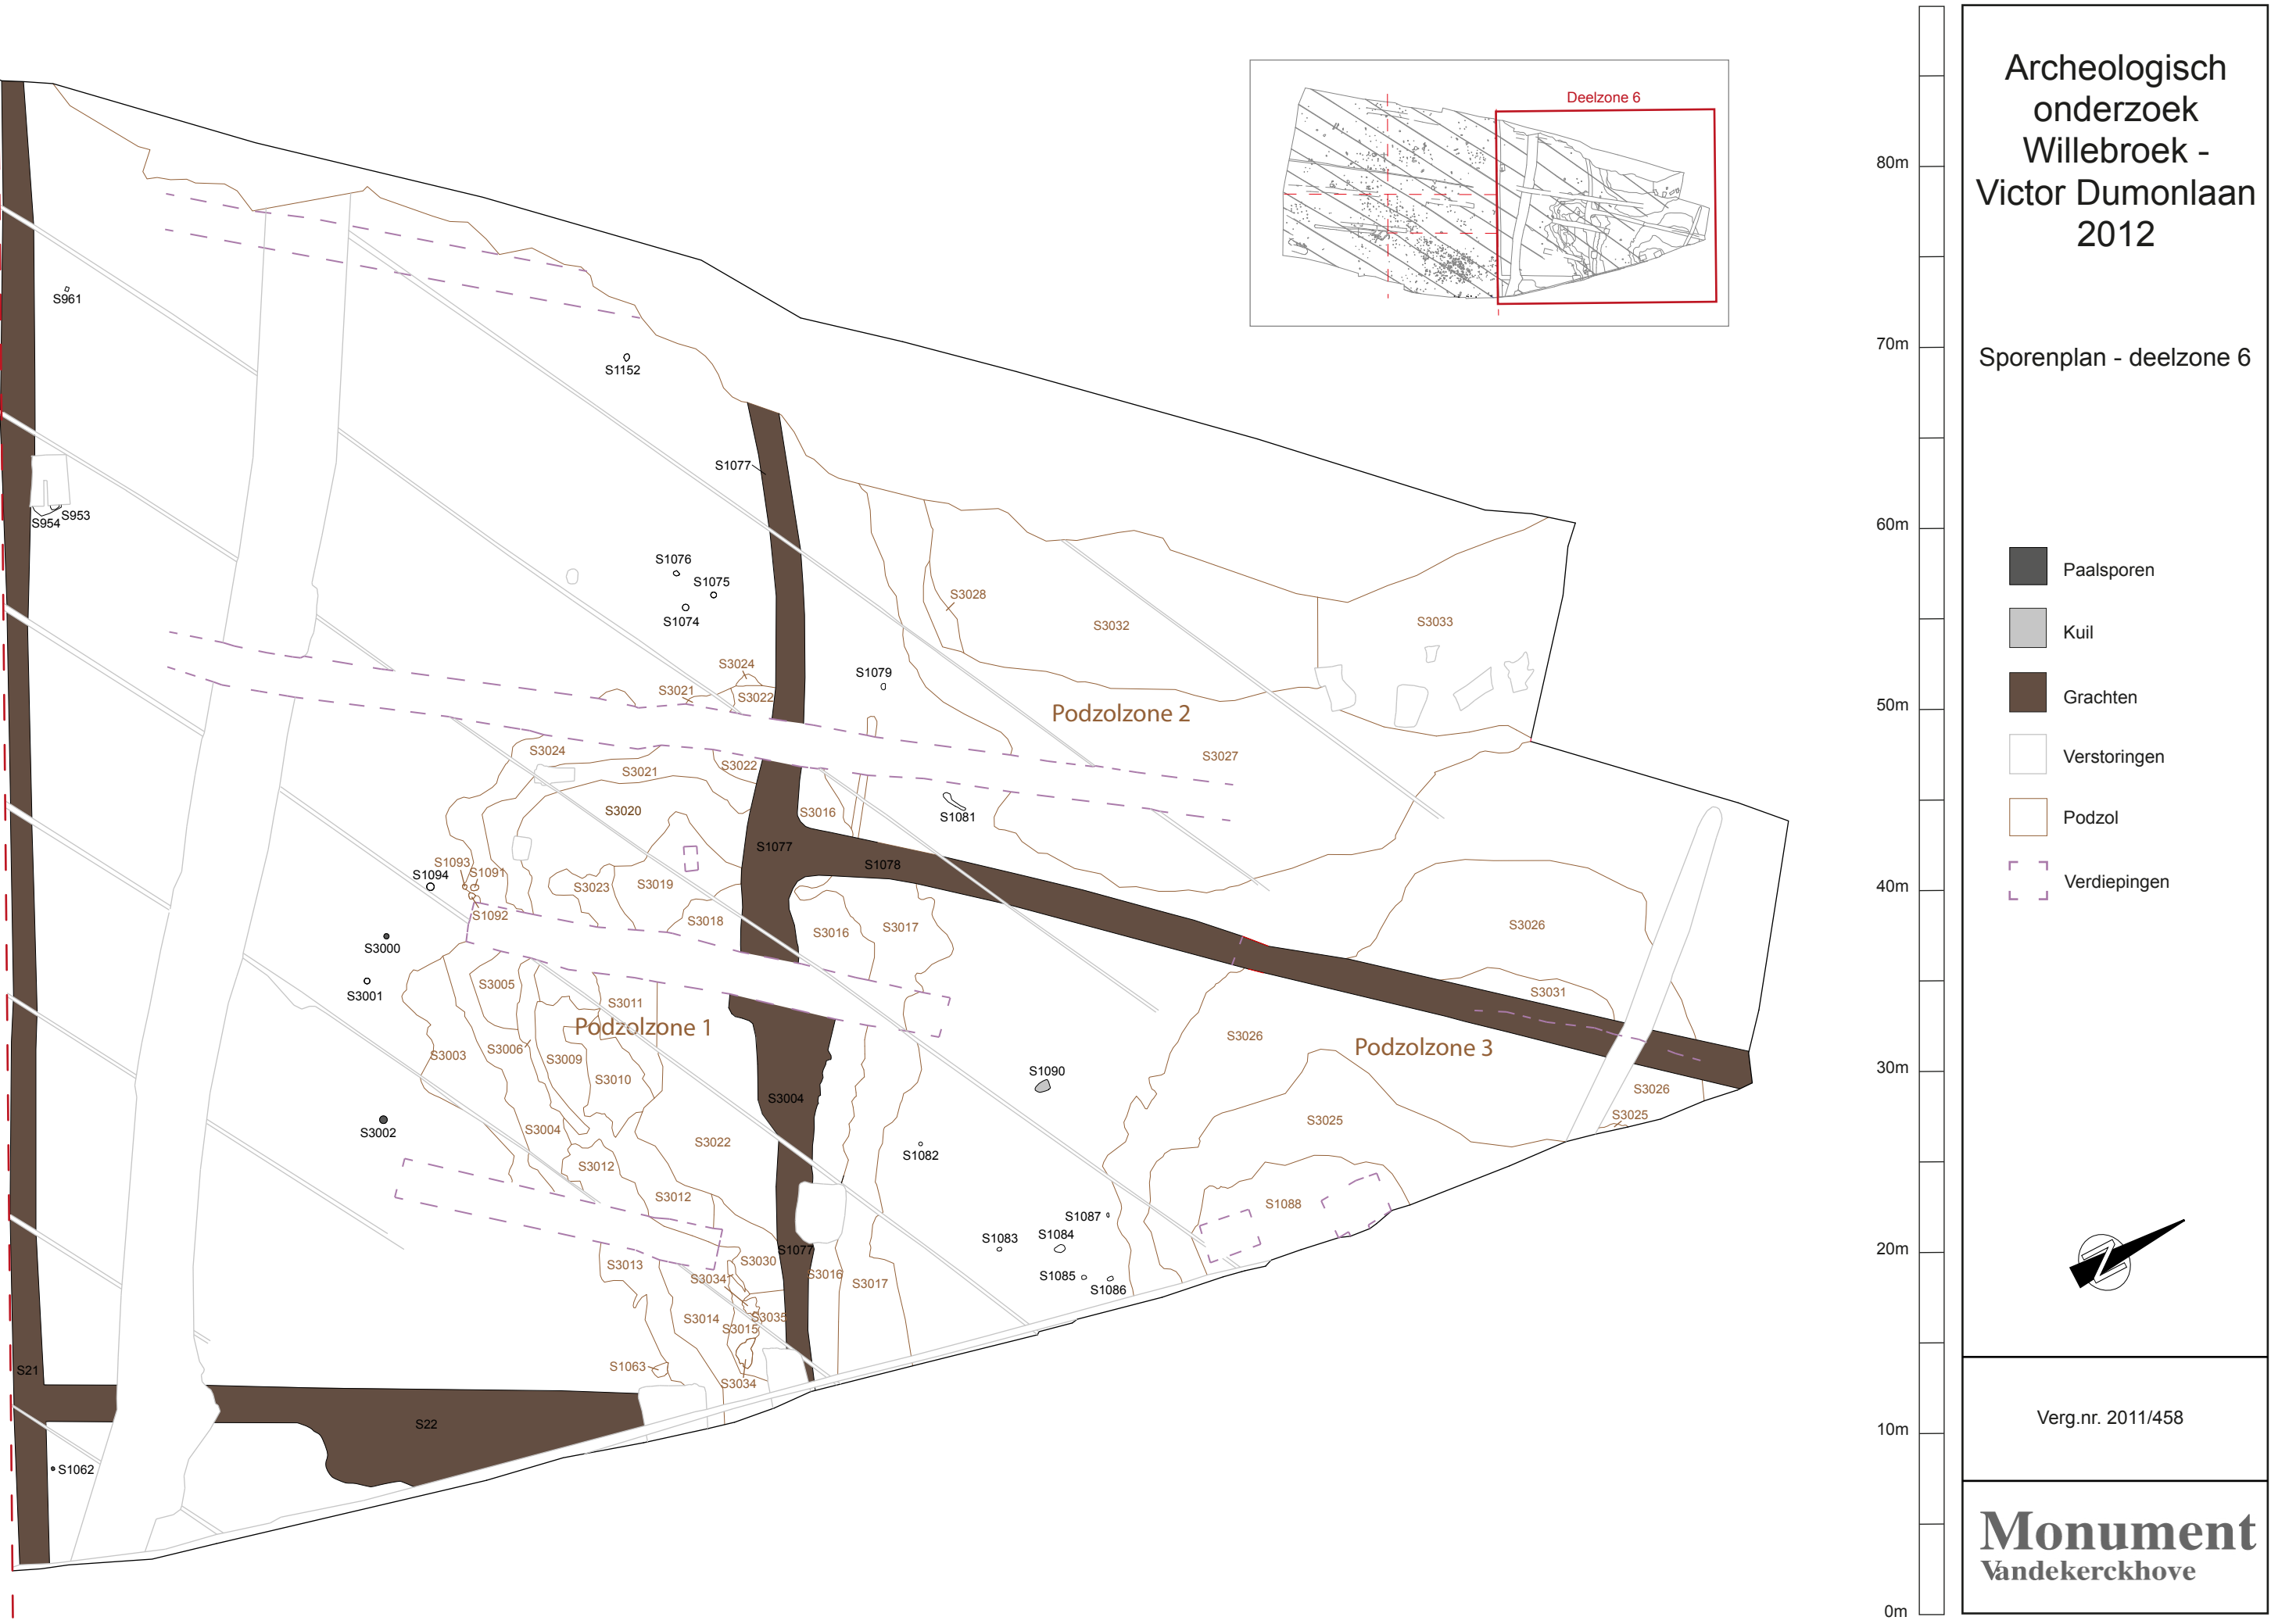 Deelzone 6
S961
S1152
S1077
S954
S953
S1076
S1075
S1074
S3028
S3032
S3033
S3024
S3021
S3022
S1079
Podzolzone 2
S3024
S3021
S3022
S3027
S3020
S3016
S1081
S1077
S1078
S1093
S1091
S1094
S3023
S3019
S1092
S3018
S3016
S3017
S3026
S3000
S3001
S3005
S3011
S3031
Podzolzone 1
S3026
Podzolzone 3
S3003
S3006
S3009
S3010
S1090
S3004
S3026
S3025
S3002
S3004
S3022
S1082
S3025
S3012
S3012
S1088
S1087
S1083
S1084
S1077
S3013
S3030
S3034
S3016
S3017
S1085
S1086
S3014
S3035
S3015
S1063
S3034
S21
S22
S1062
80m
70m
60m
50m
40m
30m
20m
10m
0m
Archeologisch
onderzoek
Willebroek -
Victor Dumonlaan
2012
Sporenplan - deelzone 6
Paalsporen
Kuil
Grachten
Verstoringen
Podzol
Verdiepingen
N
Verg.nr. 2011/458
Monument
Vandekerckhove